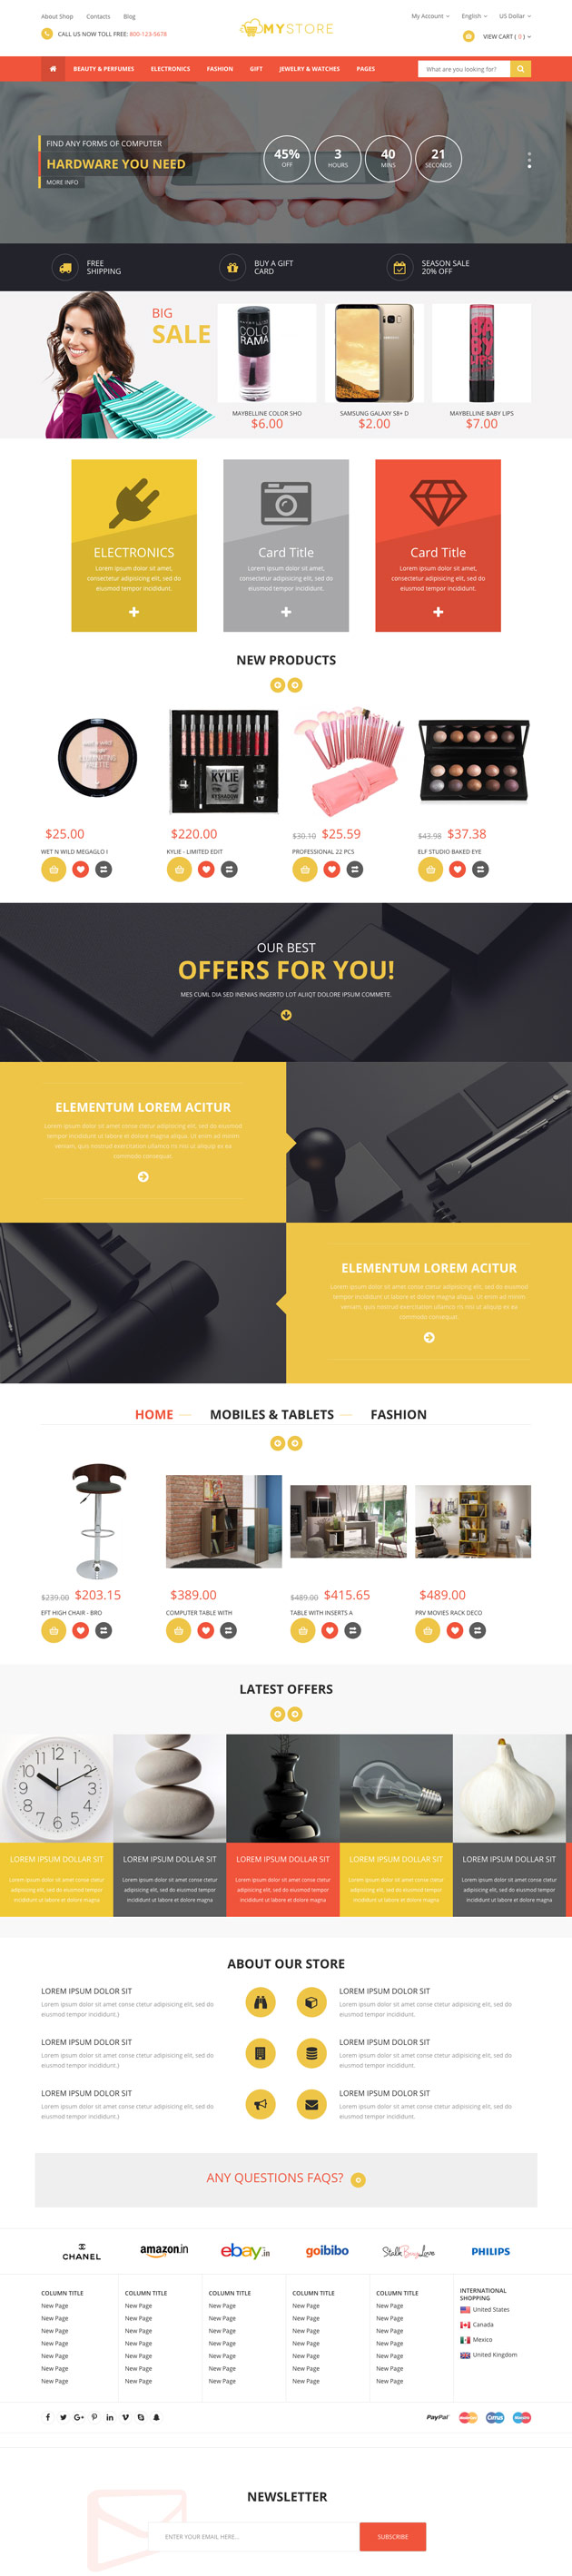 About Shop Contacts Blog
CALL US NOW TOLL FREE: 800-123-5678
MYSTORE
My Account English US Dollar
VIEW CART ( 0 )
BEAUTY & PERFUMES ELECTRONICS FASHION GIFT JEWELRY & WATCHES PAGES
What are you looking for?
FIND ANY FORMS OF COMPUTER
HARDWARE YOU NEED
MORE INFO
45% OFF
3 HOURS
40 MINS
21 SECONDS
FREE
SHIPPING
BUY A GIFT
CARD
SEASON SALE
20% OFF
BIG
SALE
MAYBELLINE
COLO
RAMA
BA
BY
LIPS
MAYBELLINE COLOR SHO
$6.00
SAMSUNG GALAXY S8+ D
$2.00
MAYBELLINE BABY LIPS
$7.00
ELECTRONICS
Lorem ipsum dolor sit amet,
consectetur adipisicing elit, sed do
eiusmod tempor incididunt.
Card Title
Lorem ipsum dolor sit amet,
consectetur adipisicing elit, sed do
eiusmod tempor incididunt.
Card Title
Lorem ipsum dolor sit amet,
consectetur adipisicing elit, sed do
eiusmod tempor incididunt.
NEW PRODUCTS
KYLIE
$25.00
WET N WILD MEGAGLO I
$220.00
KYLIE - LIMITED EDIT
$30.10 $25.59
PROFESSIONAL 22 PCS
$43.98 $37.38
ELF STUDIO BAKED EYE
OUR BEST
OFFERS FOR YOU!
MES CUML DIA SED INENIAS INGERTO LOT ALIIQT DOLORE IPSUM COMMETE.
ELEMENTUM LOREM ACITUR
Lorem ipsum dolor sit amet conse ctetur adipisicing elit, sed do eiusmod
tempor incididunt ut labore et dolore magna aliqua. Ut enim ad minim
veniam, quis nostrud exercitation ullamco ris nisi ut aliquip ex ea
commodo consequat.
ELEMENTUM LOREM ACITUR
Lorem ipsum dolor sit amet conse ctetur adipisicing elit, sed do eiusmod
tempor incididunt ut labore et dolore magna aliqua. Ut enim ad minim
veniam, quis nostrud exercitation ullamco ris nisi ut aliquip ex ea
commodo consequat.
HOME MOBILES & TABLETS FASHION
$239.00 $203.15
EFT HIGH CHAIR - BRO
$389.00
COMPUTER TABLE WITH
$489.00 $415.65
TABLE WITH INSERTS A
$489.00
PRV MOVIES RACK DECO
LATEST OFFERS
LOREM IPSUM DOLLAR SIT
Lorem ipsum dolor sit amet conse ctetur
adipisicing elit, sed do eiusmod tempor
incididunt ut labore et dolore magna
LOREM IPSUM DOLLAR SIT
Lorem ipsum dolor sit amet conse ctetur
adipisicing elit, sed do eiusmod tempor
incididunt ut labore et dolore magna
LOREM IPSUM DOLLAR SIT
Lorem ipsum dolor sit amet conse ctetur
adipisicing elit, sed do eiusmod tempor
incididunt ut labore et dolore magna
LOREM IPSUM DOLLAR SIT
Lorem ipsum dolor sit amet conse ctetur
adipisicing elit, sed do eiusmod tempor
incididunt ut labore et dolore magna
LOREM IPSUM DOLLAR SIT
Lorem ipsum dolor sit amet conse ctetur
adipisicing elit, sed do eiusmod tempor
incididunt ut labore et dolore magna
ABOUT OUR STORE
LOREM IPSUM DOLOR SIT
Lorem ipsum dolor sit amet conse ctetur adipisicing elit, sed do
eiusmod tempor incididunt.)
LOREM IPSUM DOLOR SIT
Lorem ipsum dolor sit amet conse ctetur adipisicing elit, sed do
eiusmod tempor incididunt.
LOREM IPSUM DOLOR SIT
Lorem ipsum dolor sit amet conse ctetur adipisicing elit, sed do
eiusmod tempor incididunt.)
LOREM IPSUM DOLOR SIT
Lorem ipsum dolor sit amet conse ctetur adipisicing elit, sed do
eiusmod tempor incididunt.
LOREM IPSUM DOLOR SIT
Lorem ipsum dolor sit amet conse ctetur adipisicing elit, sed do
eiusmod tempor incididunt.)
LOREM IPSUM DOLOR SIT
Lorem ipsum dolor sit amet conse ctetur adipisicing elit, sed do
eiusmod tempor incididunt.
ANY QUESTIONS FAQS?
CHANEL amazon.in ebay.in goibibo StalkBuyLove PHILIPS
COLUMN TITLE
New Page
New Page
New Page
New Page
New Page
New Page
New Page
COLUMN TITLE
New Page
New Page
New Page
New Page
New Page
New Page
New Page
COLUMN TITLE
New Page
New Page
New Page
New Page
New Page
New Page
New Page
COLUMN TITLE
New Page
New Page
New Page
New Page
New Page
New Page
New Page
COLUMN TITLE
New Page
New Page
New Page
New Page
New Page
New Page
New Page
INTERNATIONAL
SHOPPING
United States
Canada
Mexico
United Kingdom
PayPal MasterCard Cirrus Maestro
NEWSLETTER
ENTER YOUR EMAIL HERE...
SUBSCRIBE